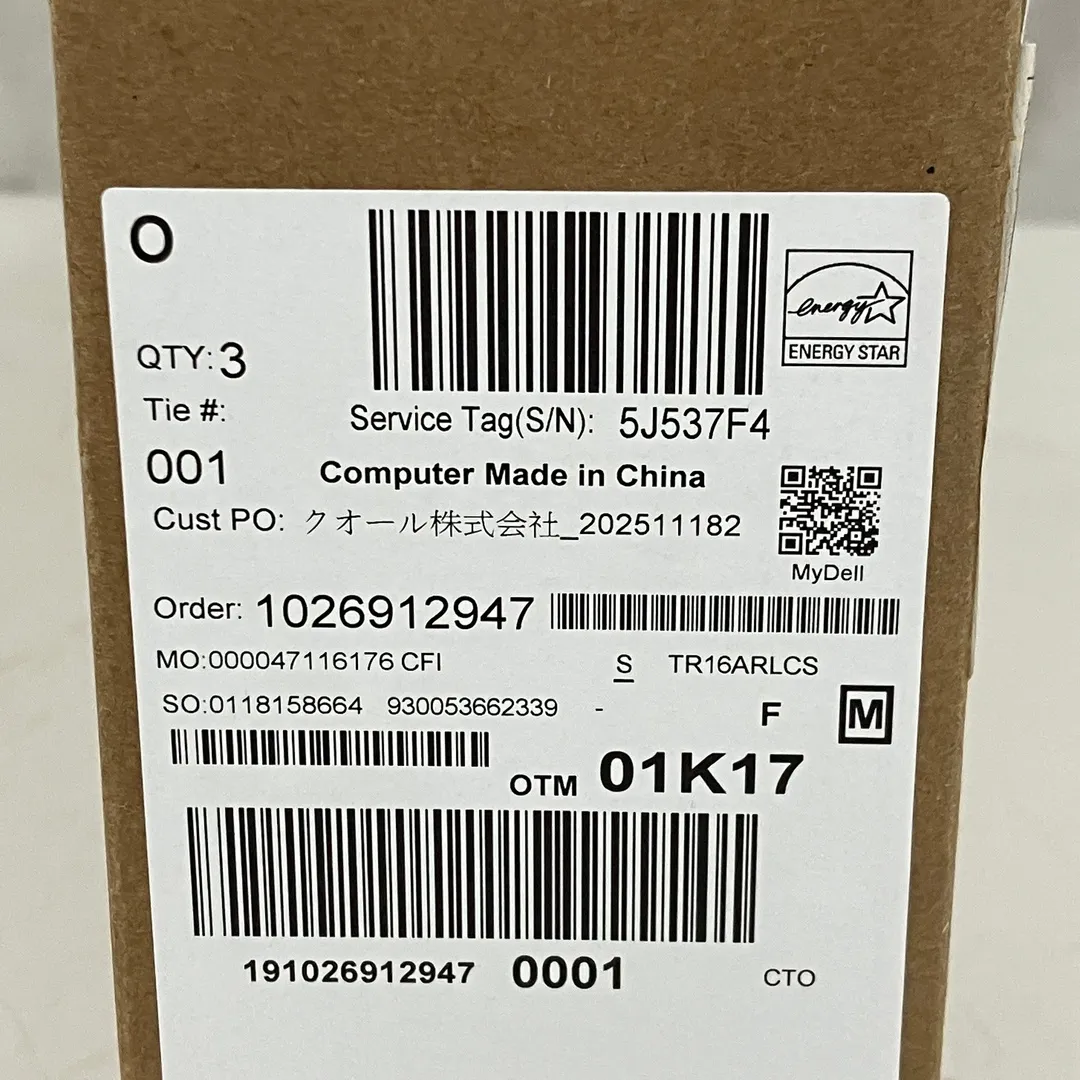 O
energy
ENERGY STAR
QTY: 3
Tie #:
Service Tag(S/N): 5J537F4
001
Computer Made in China
Cust PO: クオール株式会社_202511182
MyDell
Order: 1026912947
MO:000047116176 CFI S TR16ARLCS
SO:0118158664 930053662339 - F M
OTM 01K17
191026912947 0001 CTO